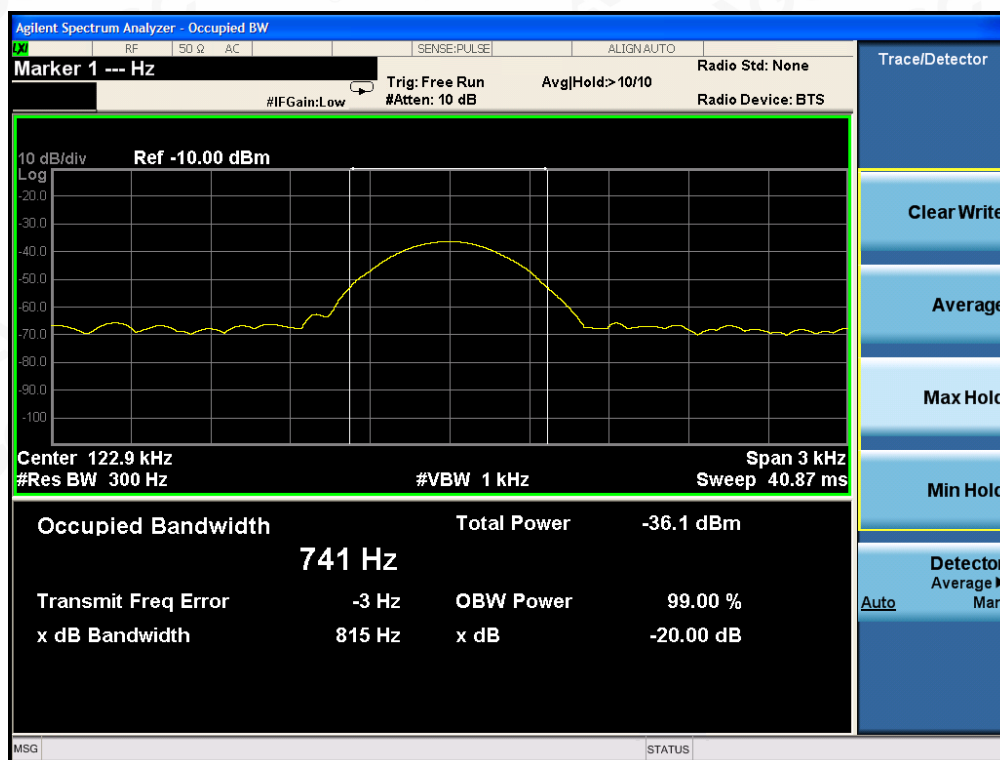 Agilent Spectrum Analyzer - Occupied BW
LXI RF 50 Ω AC SENSE:PULSE ALIGN AUTO
Marker 1 --- Hz
#IFGain:Low
Trig: Free Run
#Atten: 10 dB
Avg|Hold:>10/10
Radio Std: None
Radio Device: BTS
10 dB/div Ref -10.00 dBm
Log
-20.0
-30.0
-40.0
-50.0
-60.0
-70.0
-80.0
-90.0
-100
Center 122.9 kHz Span 3 kHz
#Res BW 300 Hz #VBW 1 kHz Sweep 40.87 ms
Occupied Bandwidth Total Power -36.1 dBm
741 Hz
Transmit Freq Error -3 Hz OBW Power 99.00 %
x dB Bandwidth 815 Hz x dB -20.00 dB
MSG STATUS
Trace/Detector
Clear Write
Average
Max Hold
Min Hold
Detector
Average
Auto Man